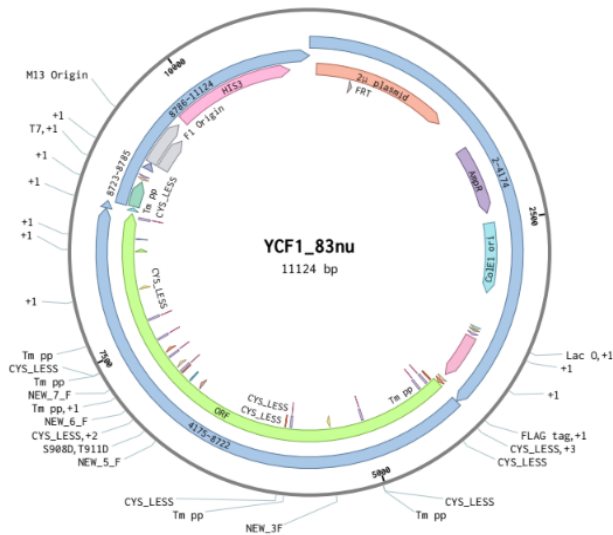 10000
M13 Origin
8786-11124
HIS3
2μ plasmid
FRT
+1
T7,+1
F1 Origin
+1
8723-8785
2-4174
AmpR
+1
Tm pp
CYS_LESS
2500
+1
+1
YCF1_83nu
11124 bp
ColE1 ori
+1
CYS_LESS
Tm pp
7500
Lac O,+1
CYS_LESS
+1
Tm pp
NEW_7_F
Tm pp
+1
Tm pp,+1
CYS_LESS
NEW_6_F
CYS_LESS
ORF
FLAG tag,+1
CYS_LESS,+2
CYS_LESS,+3
S908D,T911D
4175-8722
CYS_LESS
NEW_5_F
5000
CYS_LESS
CYS_LESS
Tm pp
Tm pp
NEW_3F